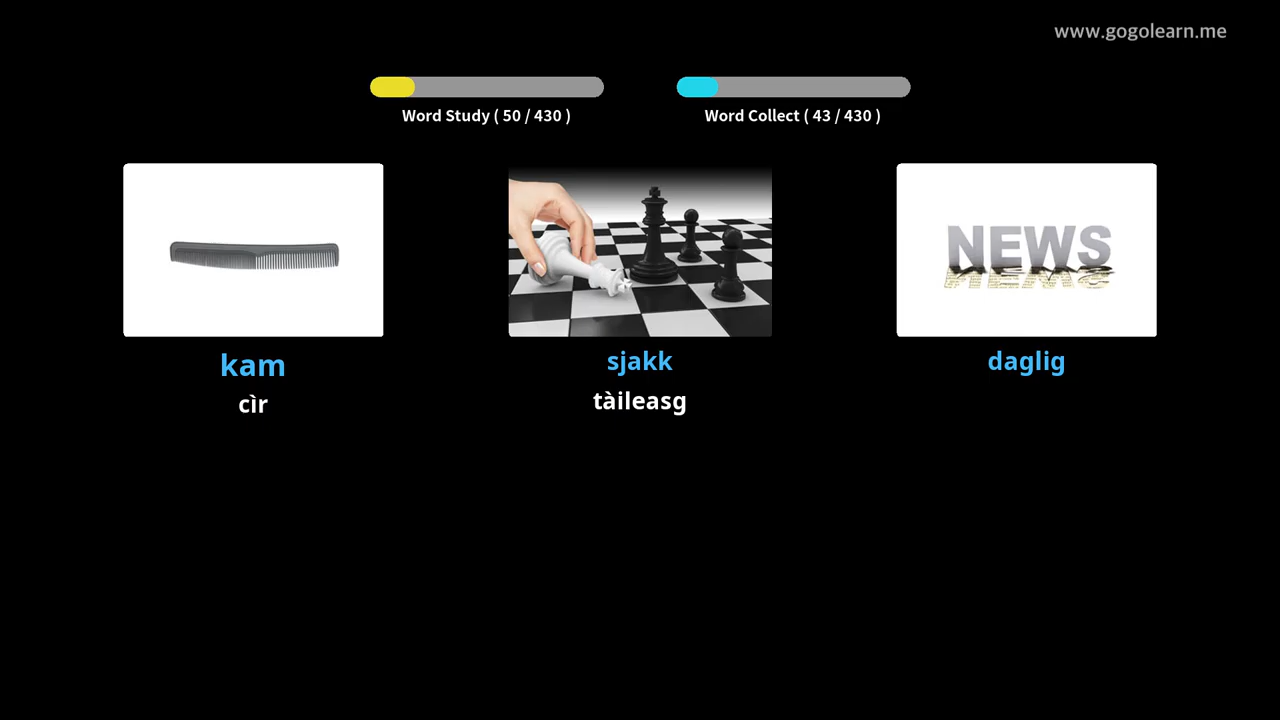 www.gogolearn.me
Word Study ( 50 / 430 )
Word Collect ( 43 / 430 )
NEWS
kam
cìr
sjakk
tàileasg
daglig